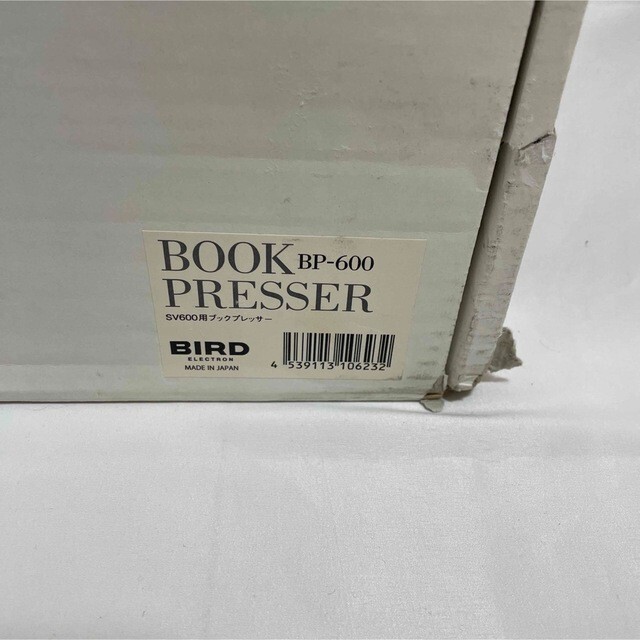 BOOK BP-600
PRESSER
SV600用ブックプレッサー
BIRD
ELECTRON
MADE IN JAPAN
4 539113 106232